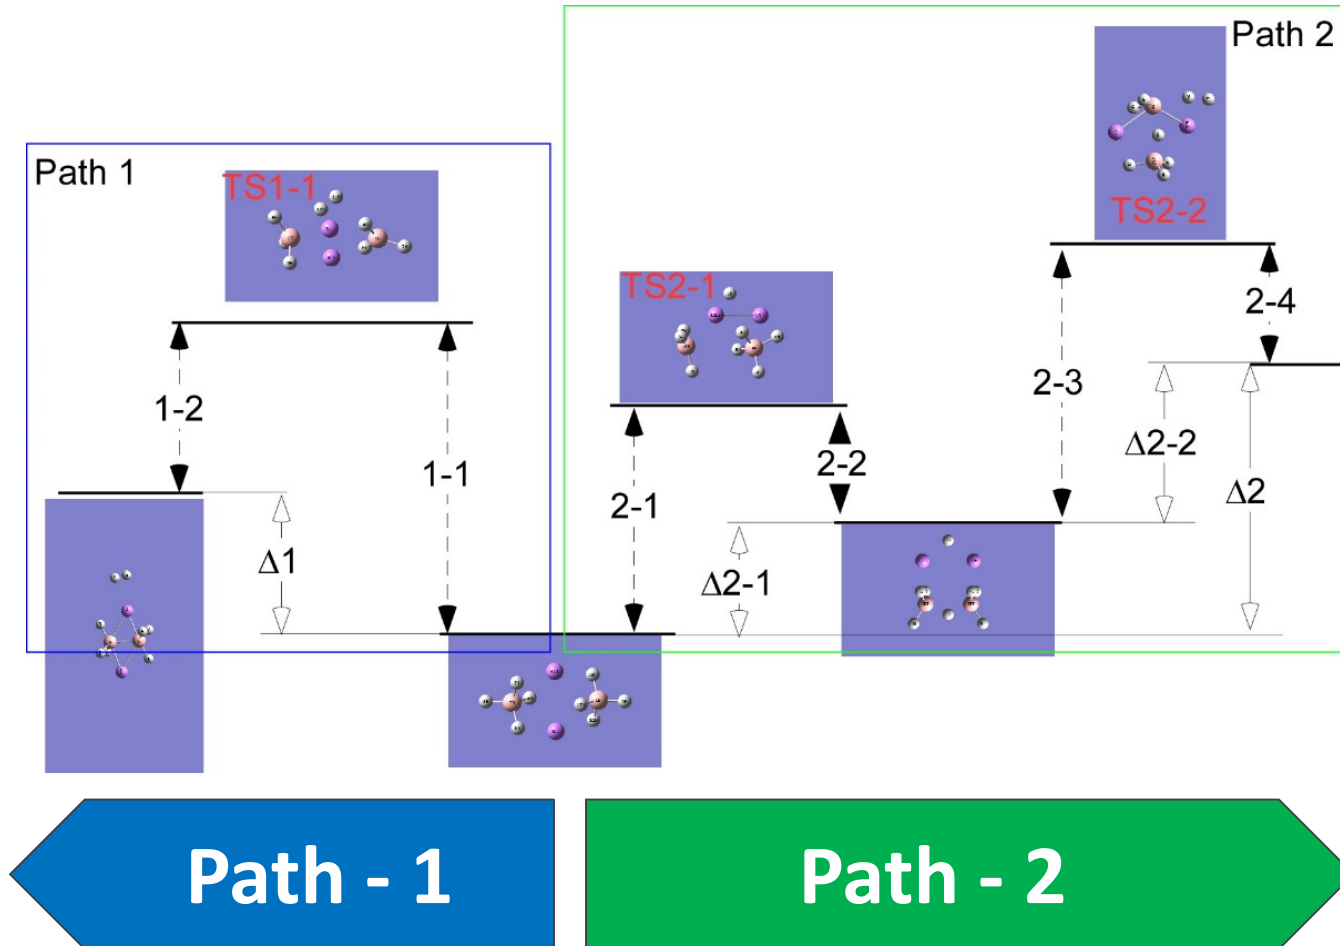 Path 1
TS1-1
1-2
1-1
Δ1
Path 2
TS2-1
TS2-2
2-1
2-2
2-3
2-4
Δ2-1
Δ2-2
Δ2
Path - 1
Path - 2